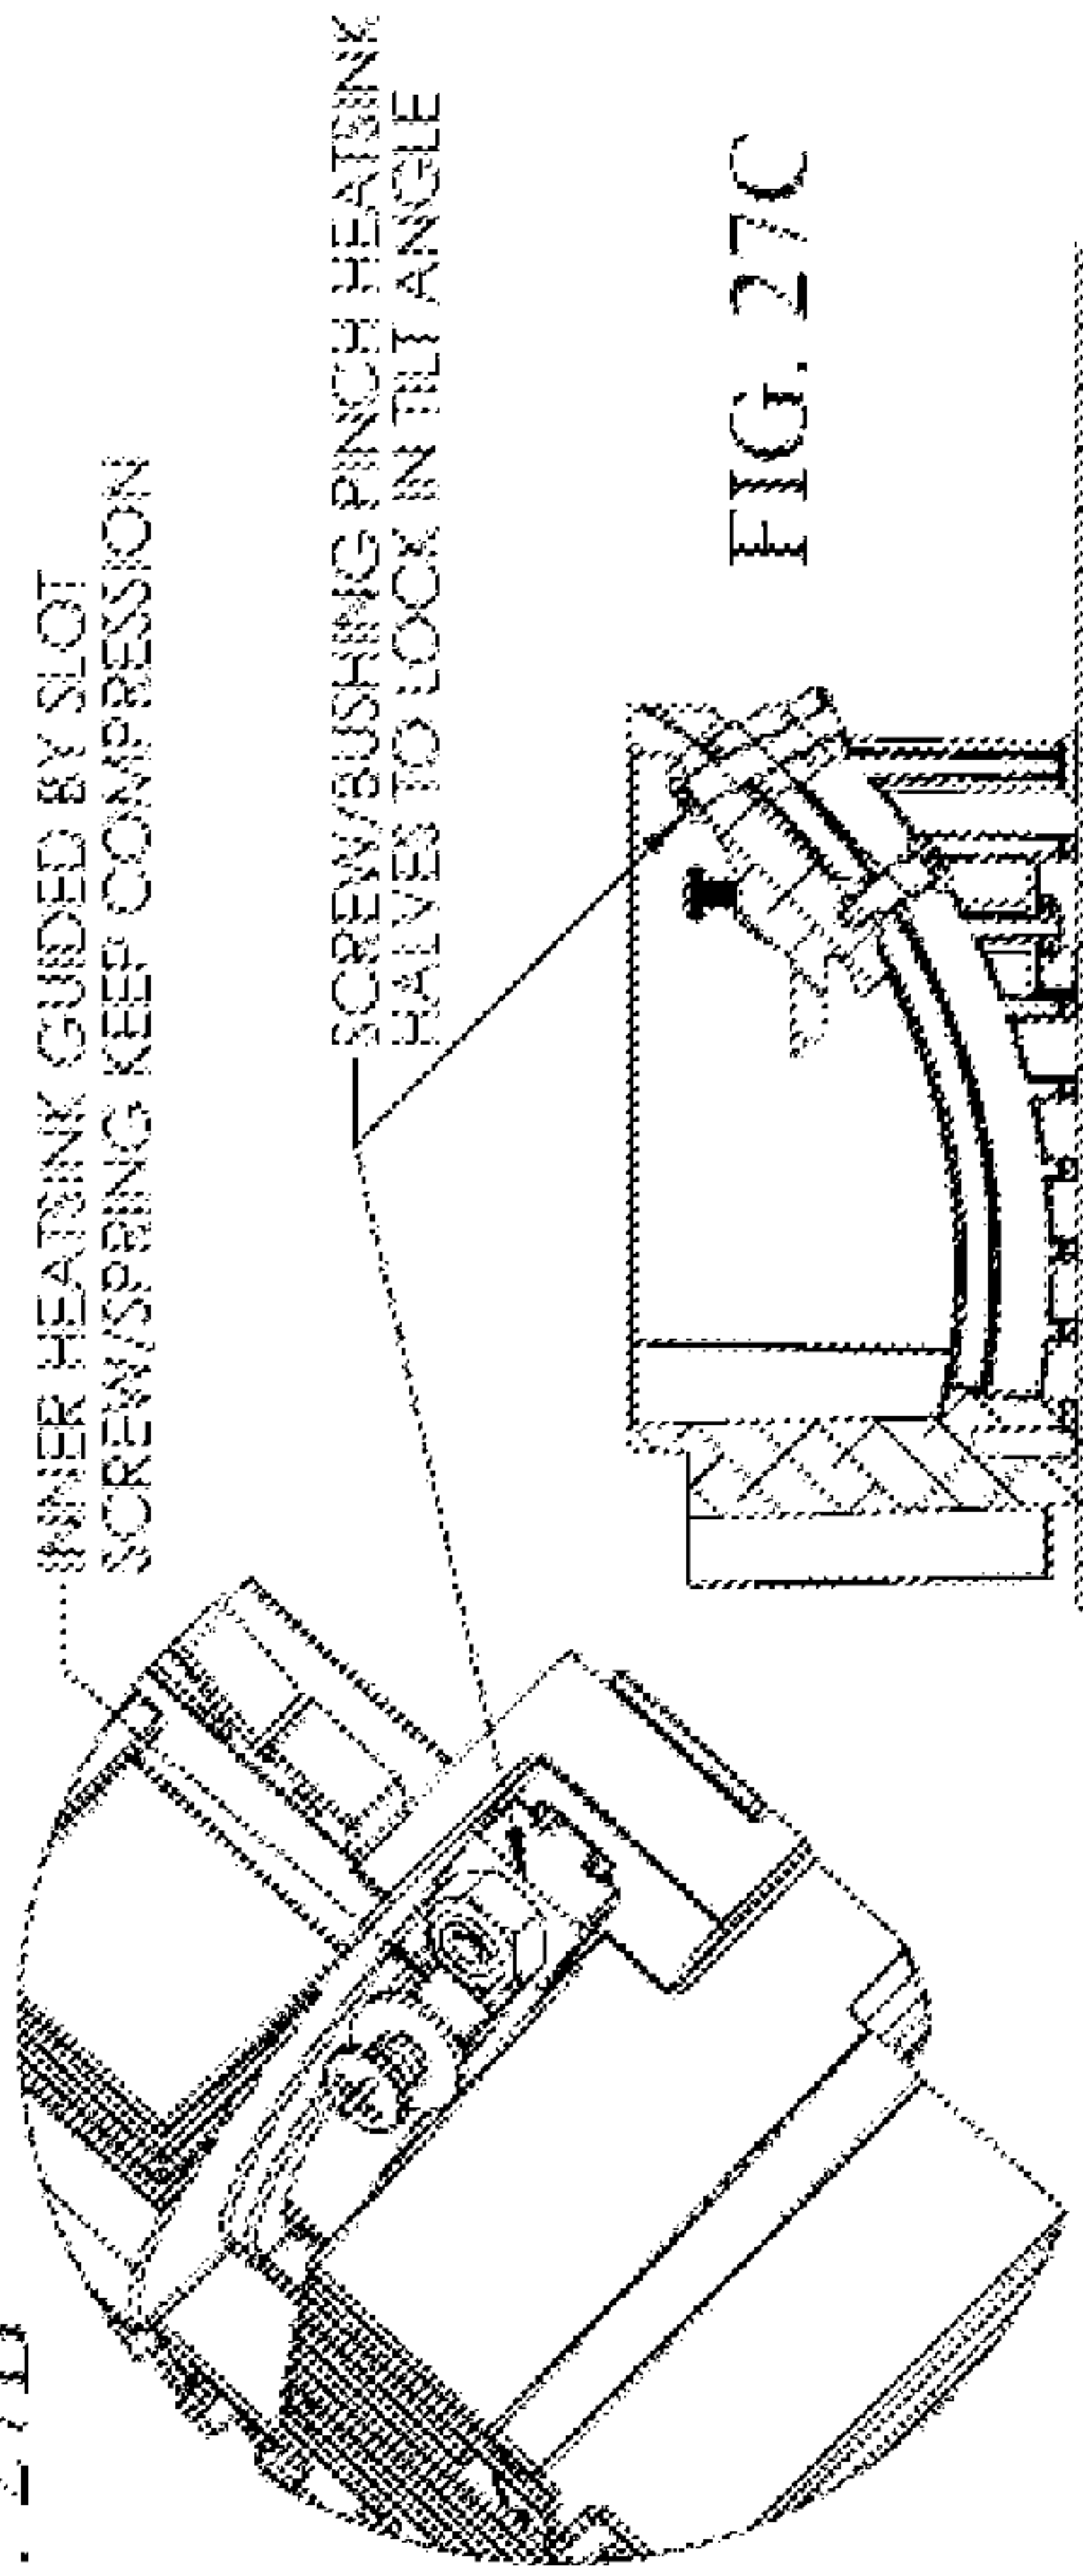 INNER HEATSINK GUIDED BY SLOT
SCREW/SPRING KEEP COMPRESSION
SCREW/BUSHING PINCH HEATSINK
HALVES TO LOCK IN TILT ANGLE
FIG. 27C